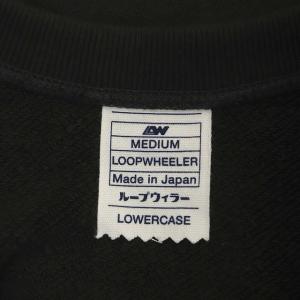 LW
MEDIUM
LOOPWHEELER
Made in Japan
ループウィラー
LOWERCASE